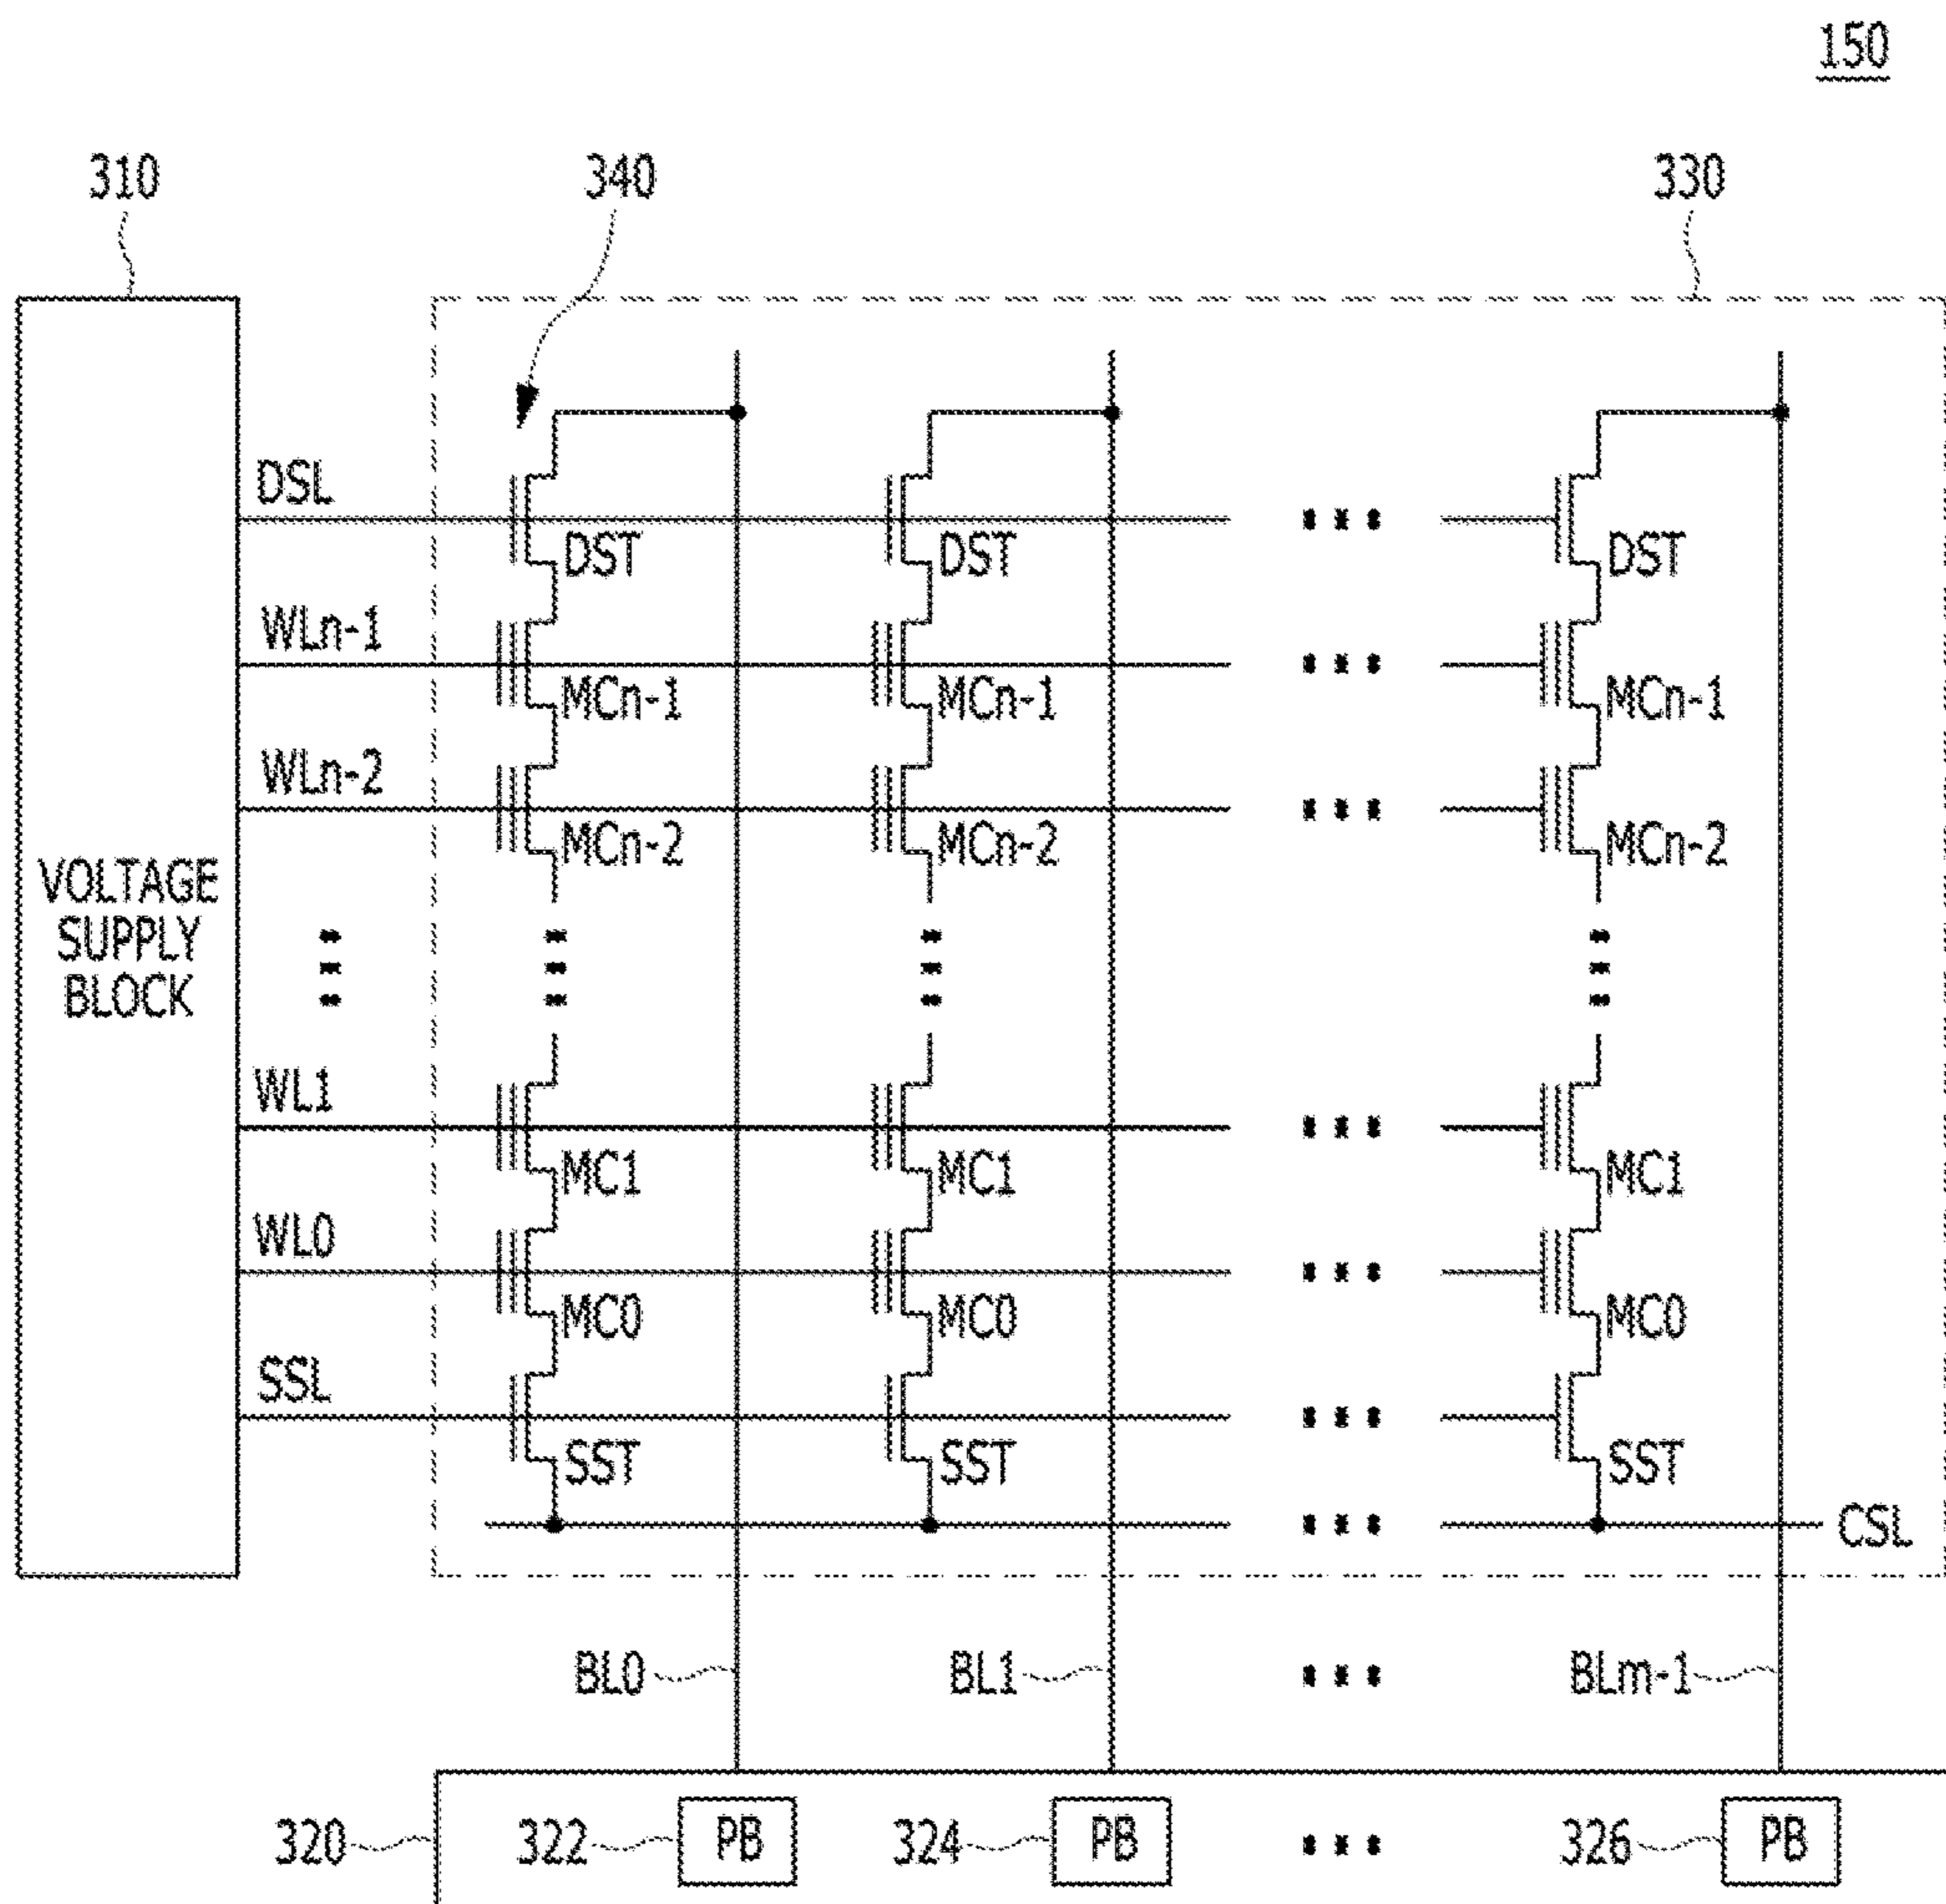 150
310 340 330
DSL
DST DST DST
WLn-1
MCn-1 MCn-1 MCn-1
WLn-2
MCn-2 MCn-2 MCn-2
VOLTAGE
SUPPLY
BLOCK
WL1
MC1 MC1 MC1
WL0
MC0 MC0 MC0
SSL
SST SST SST
CSL
BL0 BL1 BLm-1
320 322 PB 324 PB 326 PB